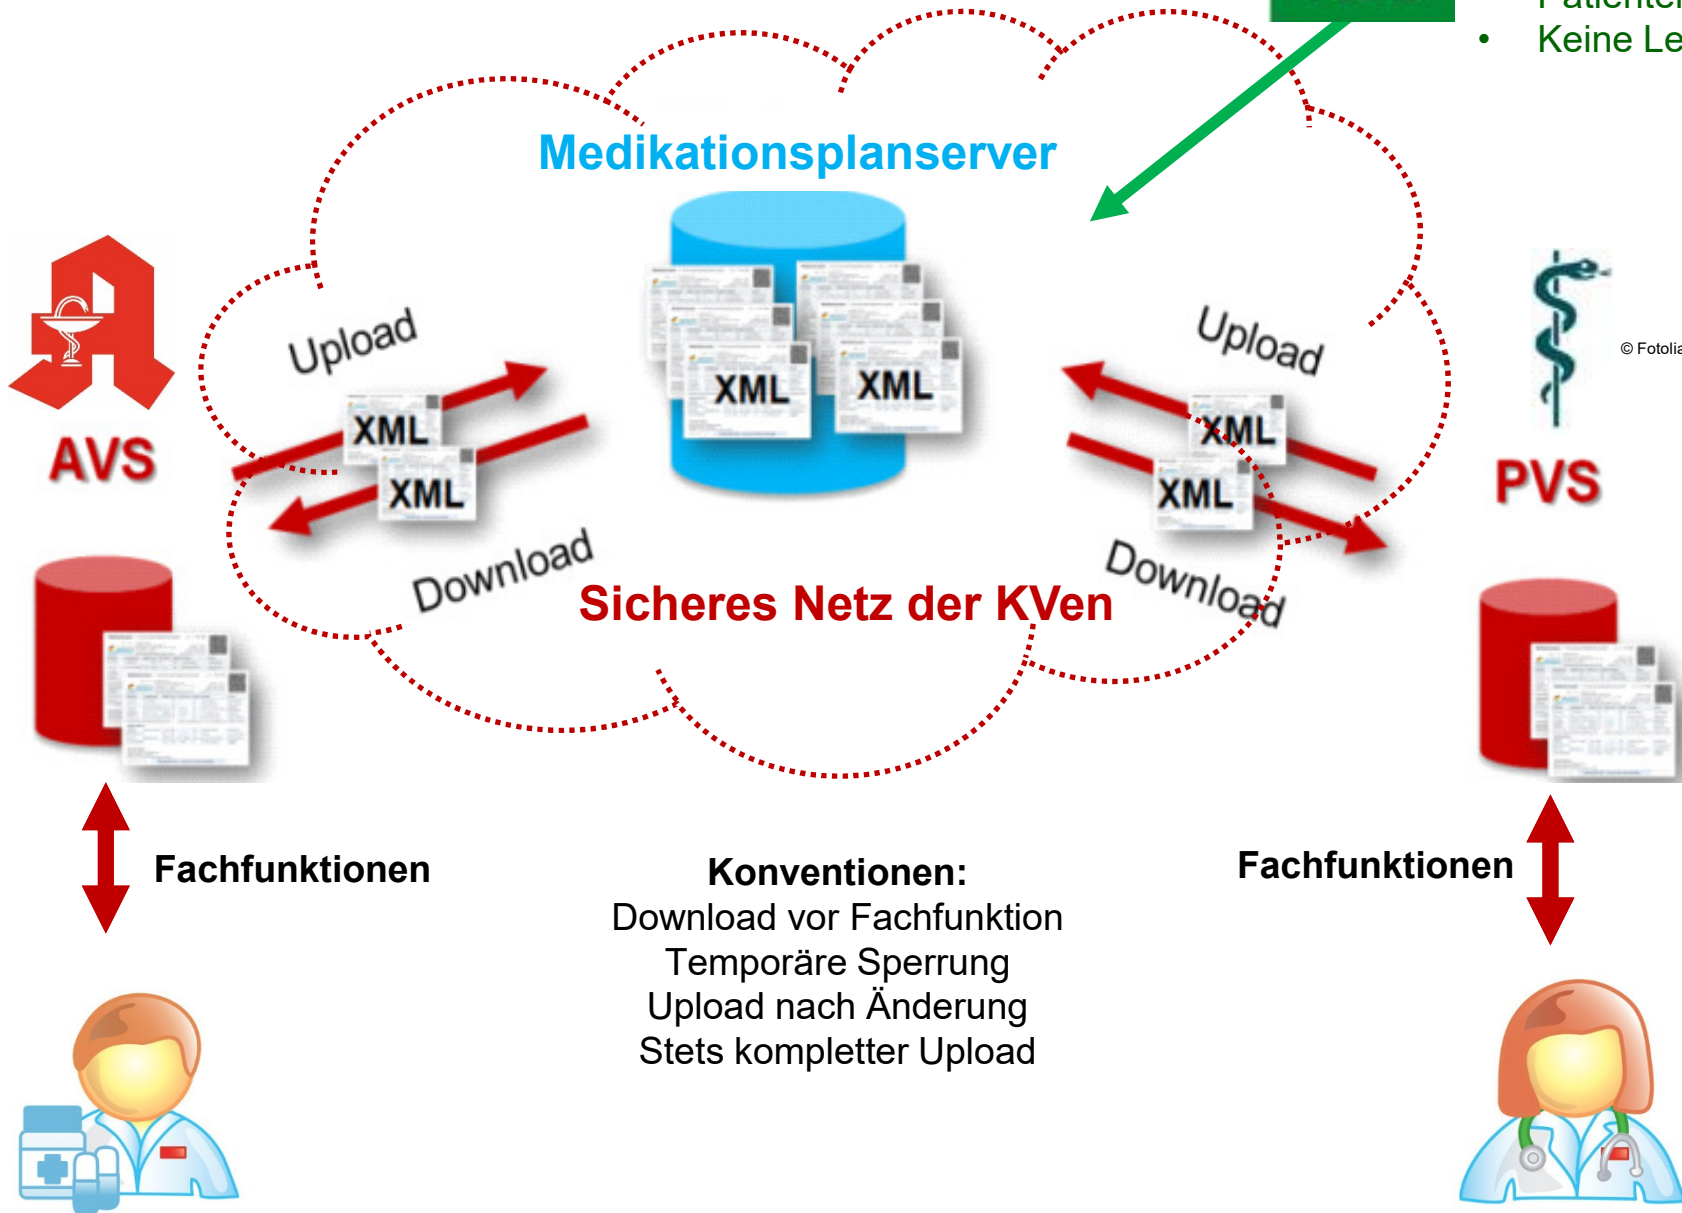 • Keine Le
Medikationsplanserver
Upload
Upload
© Fotolia
XML
XML
XML
XML
AVS
PVS
XML
XML
Download
Download
Sicheres Netz der KVen
Fachfunktionen
Fachfunktionen
Konventionen:
Download vor Fachfunktion
Temporäre Sperrung
Upload nach Änderung
Stets kompletter Upload